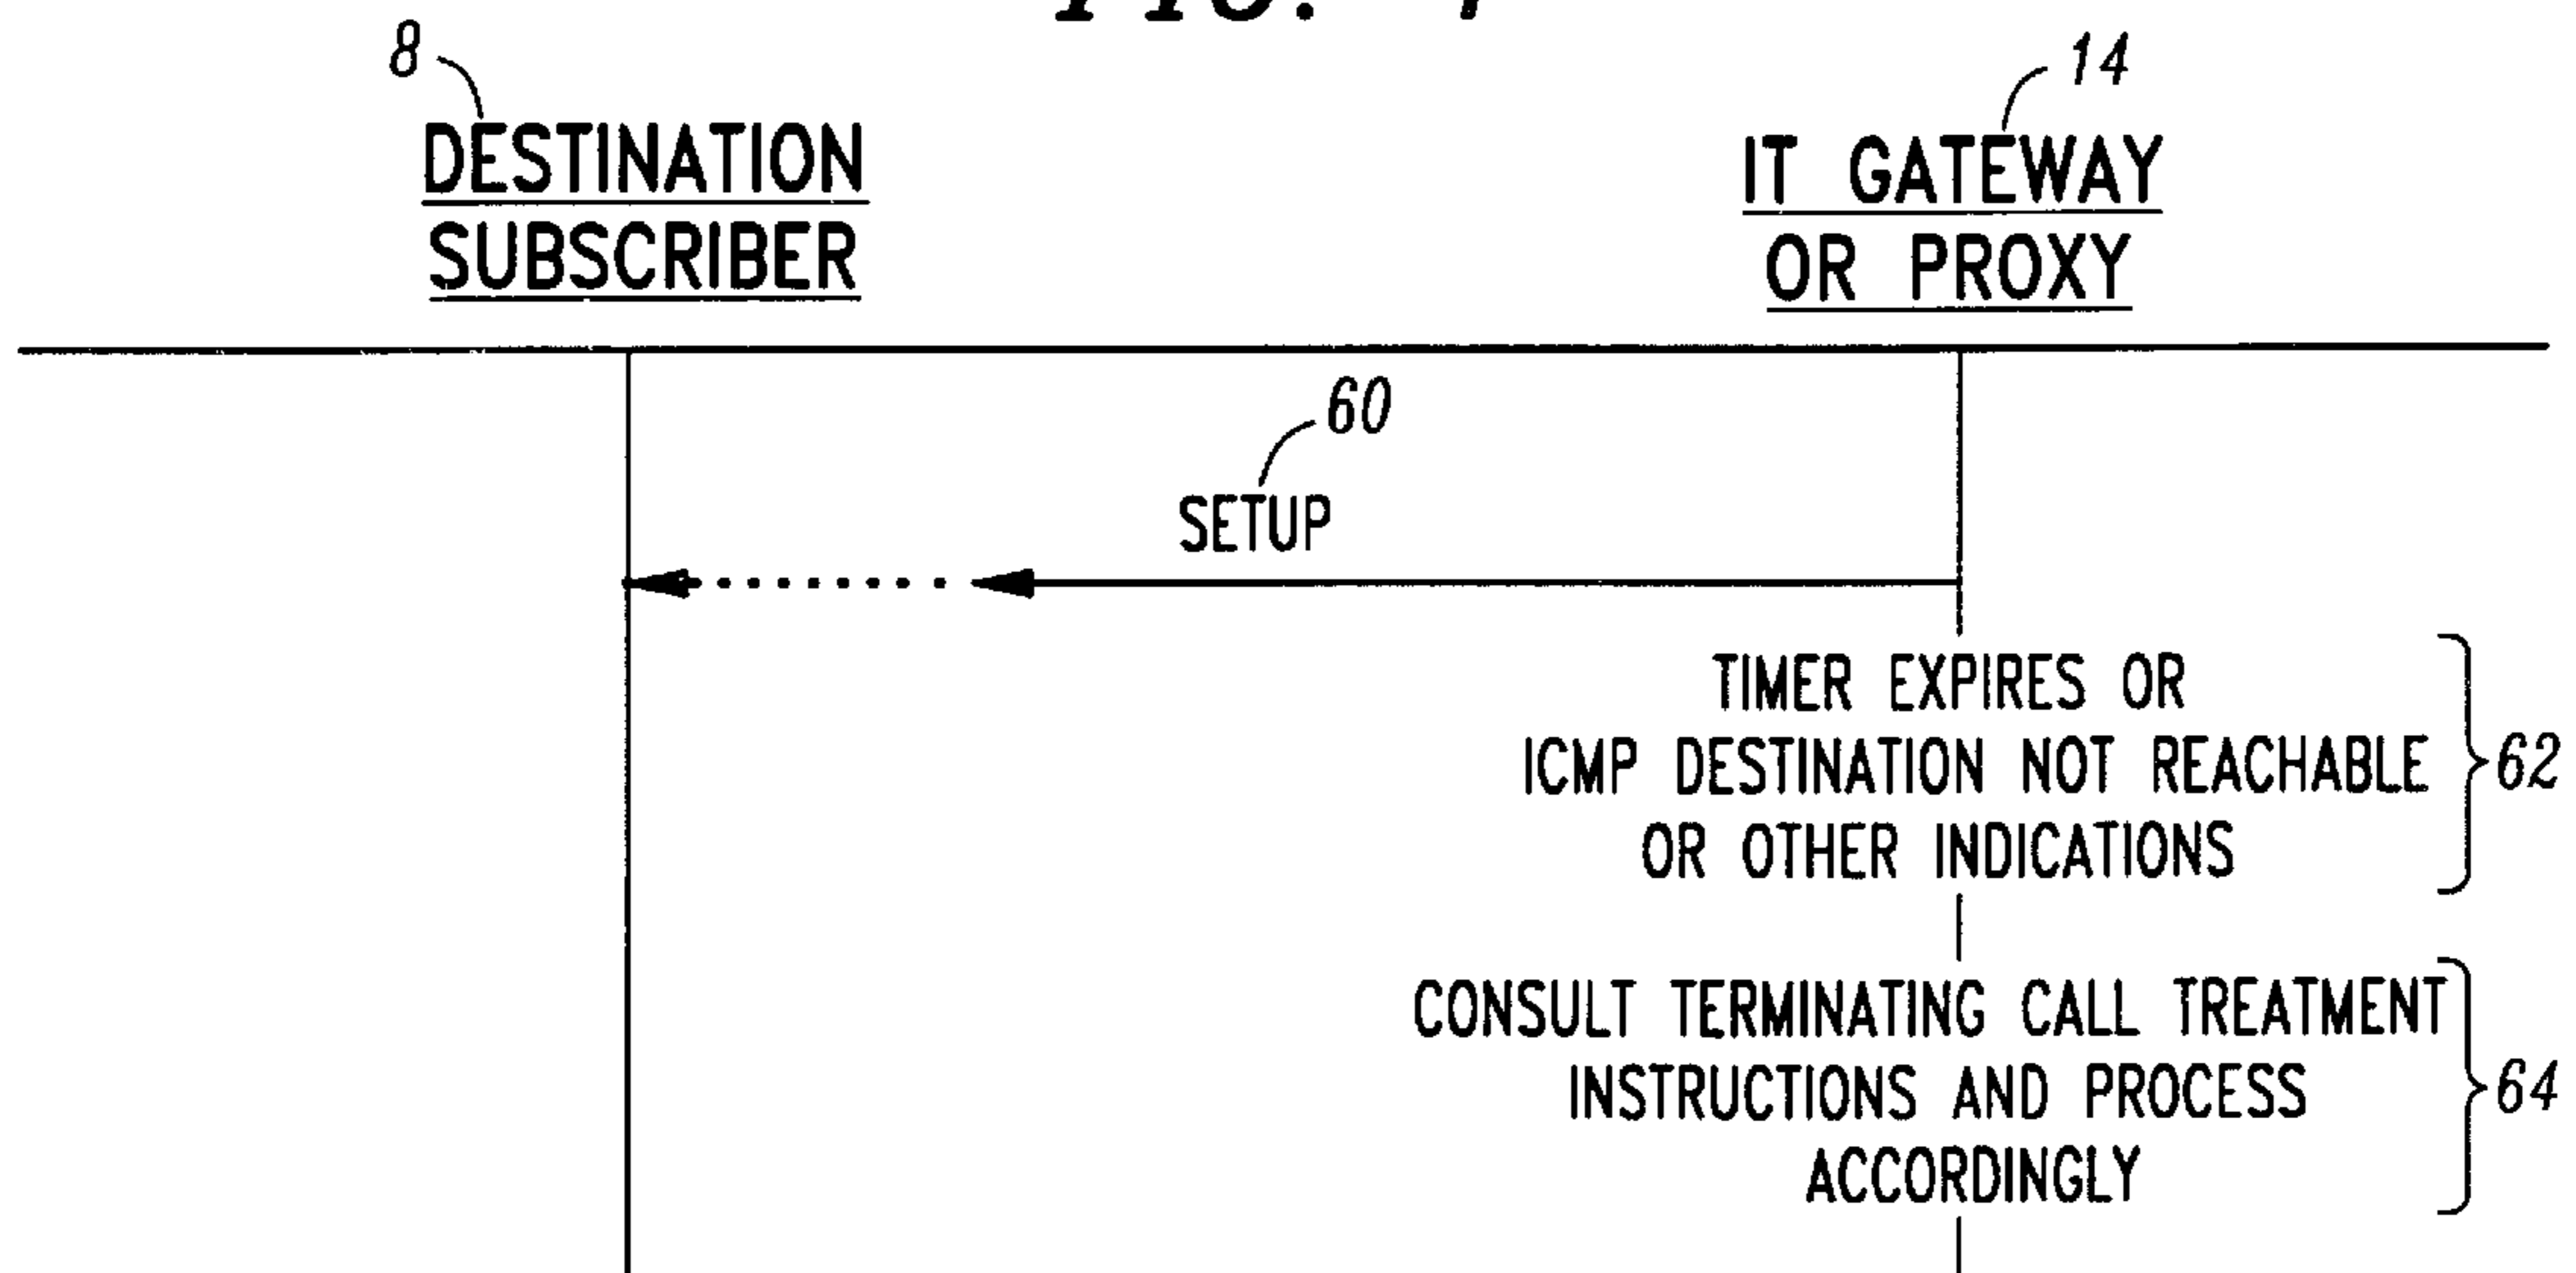 8
14
DESTINATION
SUBSCRIBER
IT GATEWAY
OR PROXY
60
SETUP
TIMER EXPIRES OR
ICMP DESTINATION NOT REACHABLE
OR OTHER INDICATIONS
62
CONSULT TERMINATING CALL TREATMENT
INSTRUCTIONS AND PROCESS
ACCORDINGLY
64